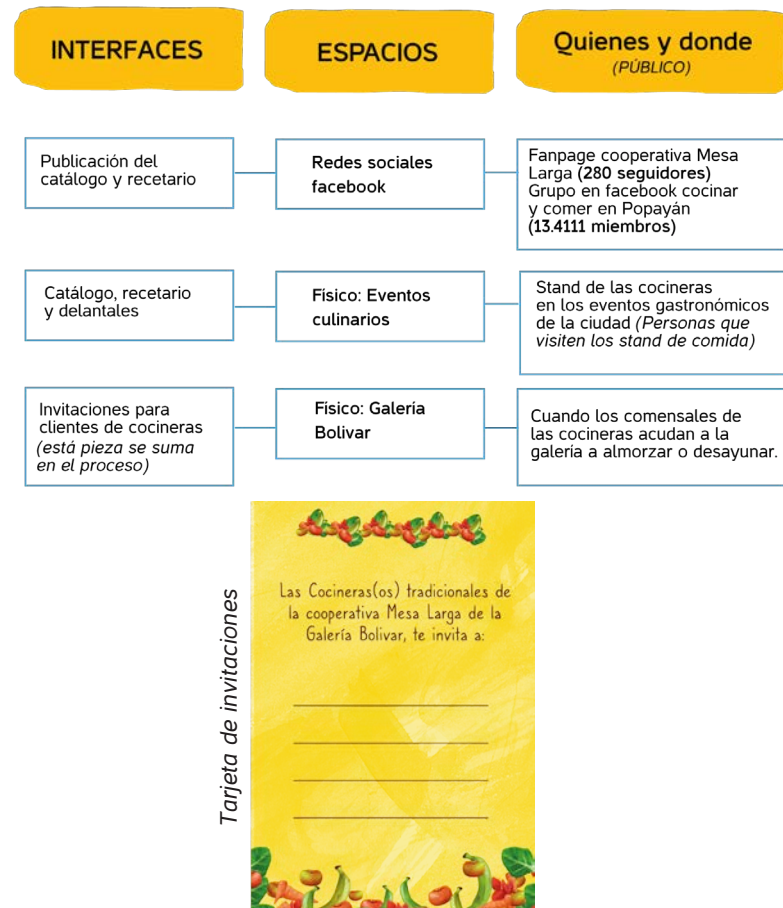 INTERFACES
ESPACIOS
Quienes y donde
(PÚBLICO)
Publicación del
catálogo y recetario
Redes sociales
facebook
Fanpage cooperativa Mesa
Larga (280 seguidores)
Grupo en facebook cocinar
y comer en Popayán
(13.4111 miembros)
Catálogo, recetario
y delantales
Físico: Eventos
culinarios
Stand de las cocineras
en los eventos gastronómicos
de la ciudad (Personas que
visiten los stand de comida)
Invitaciones para
clientes de cocineras
(está pieza se suma
en el proceso)
Físico: Galería
Bolivar
Cuando los comensales de
las cocineras acudan a la
galería a almorzar o desayunar.
Tarjeta de invitaciones
Las Cocineras(os) tradicionales de
la cooperativa Mesa Larga de la
Galería Bolivar, te invita a: